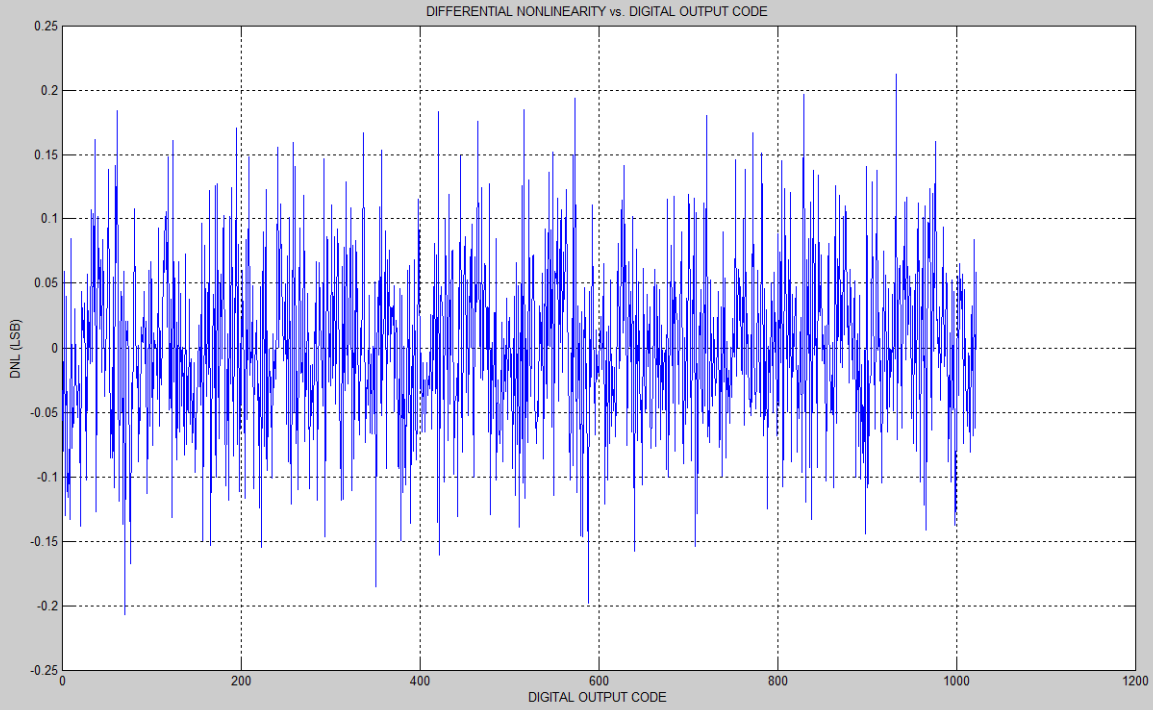 DIFFERENTIAL NONLINEARITY vs. DIGITAL OUTPUT CODE
0.25
0.2
0.15
0.1
0.05
0
-0.05
-0.1
-0.15
-0.2
-0.25
DNL (LSB)
0 200 400 600 800 1000 1200
DIGITAL OUTPUT CODE